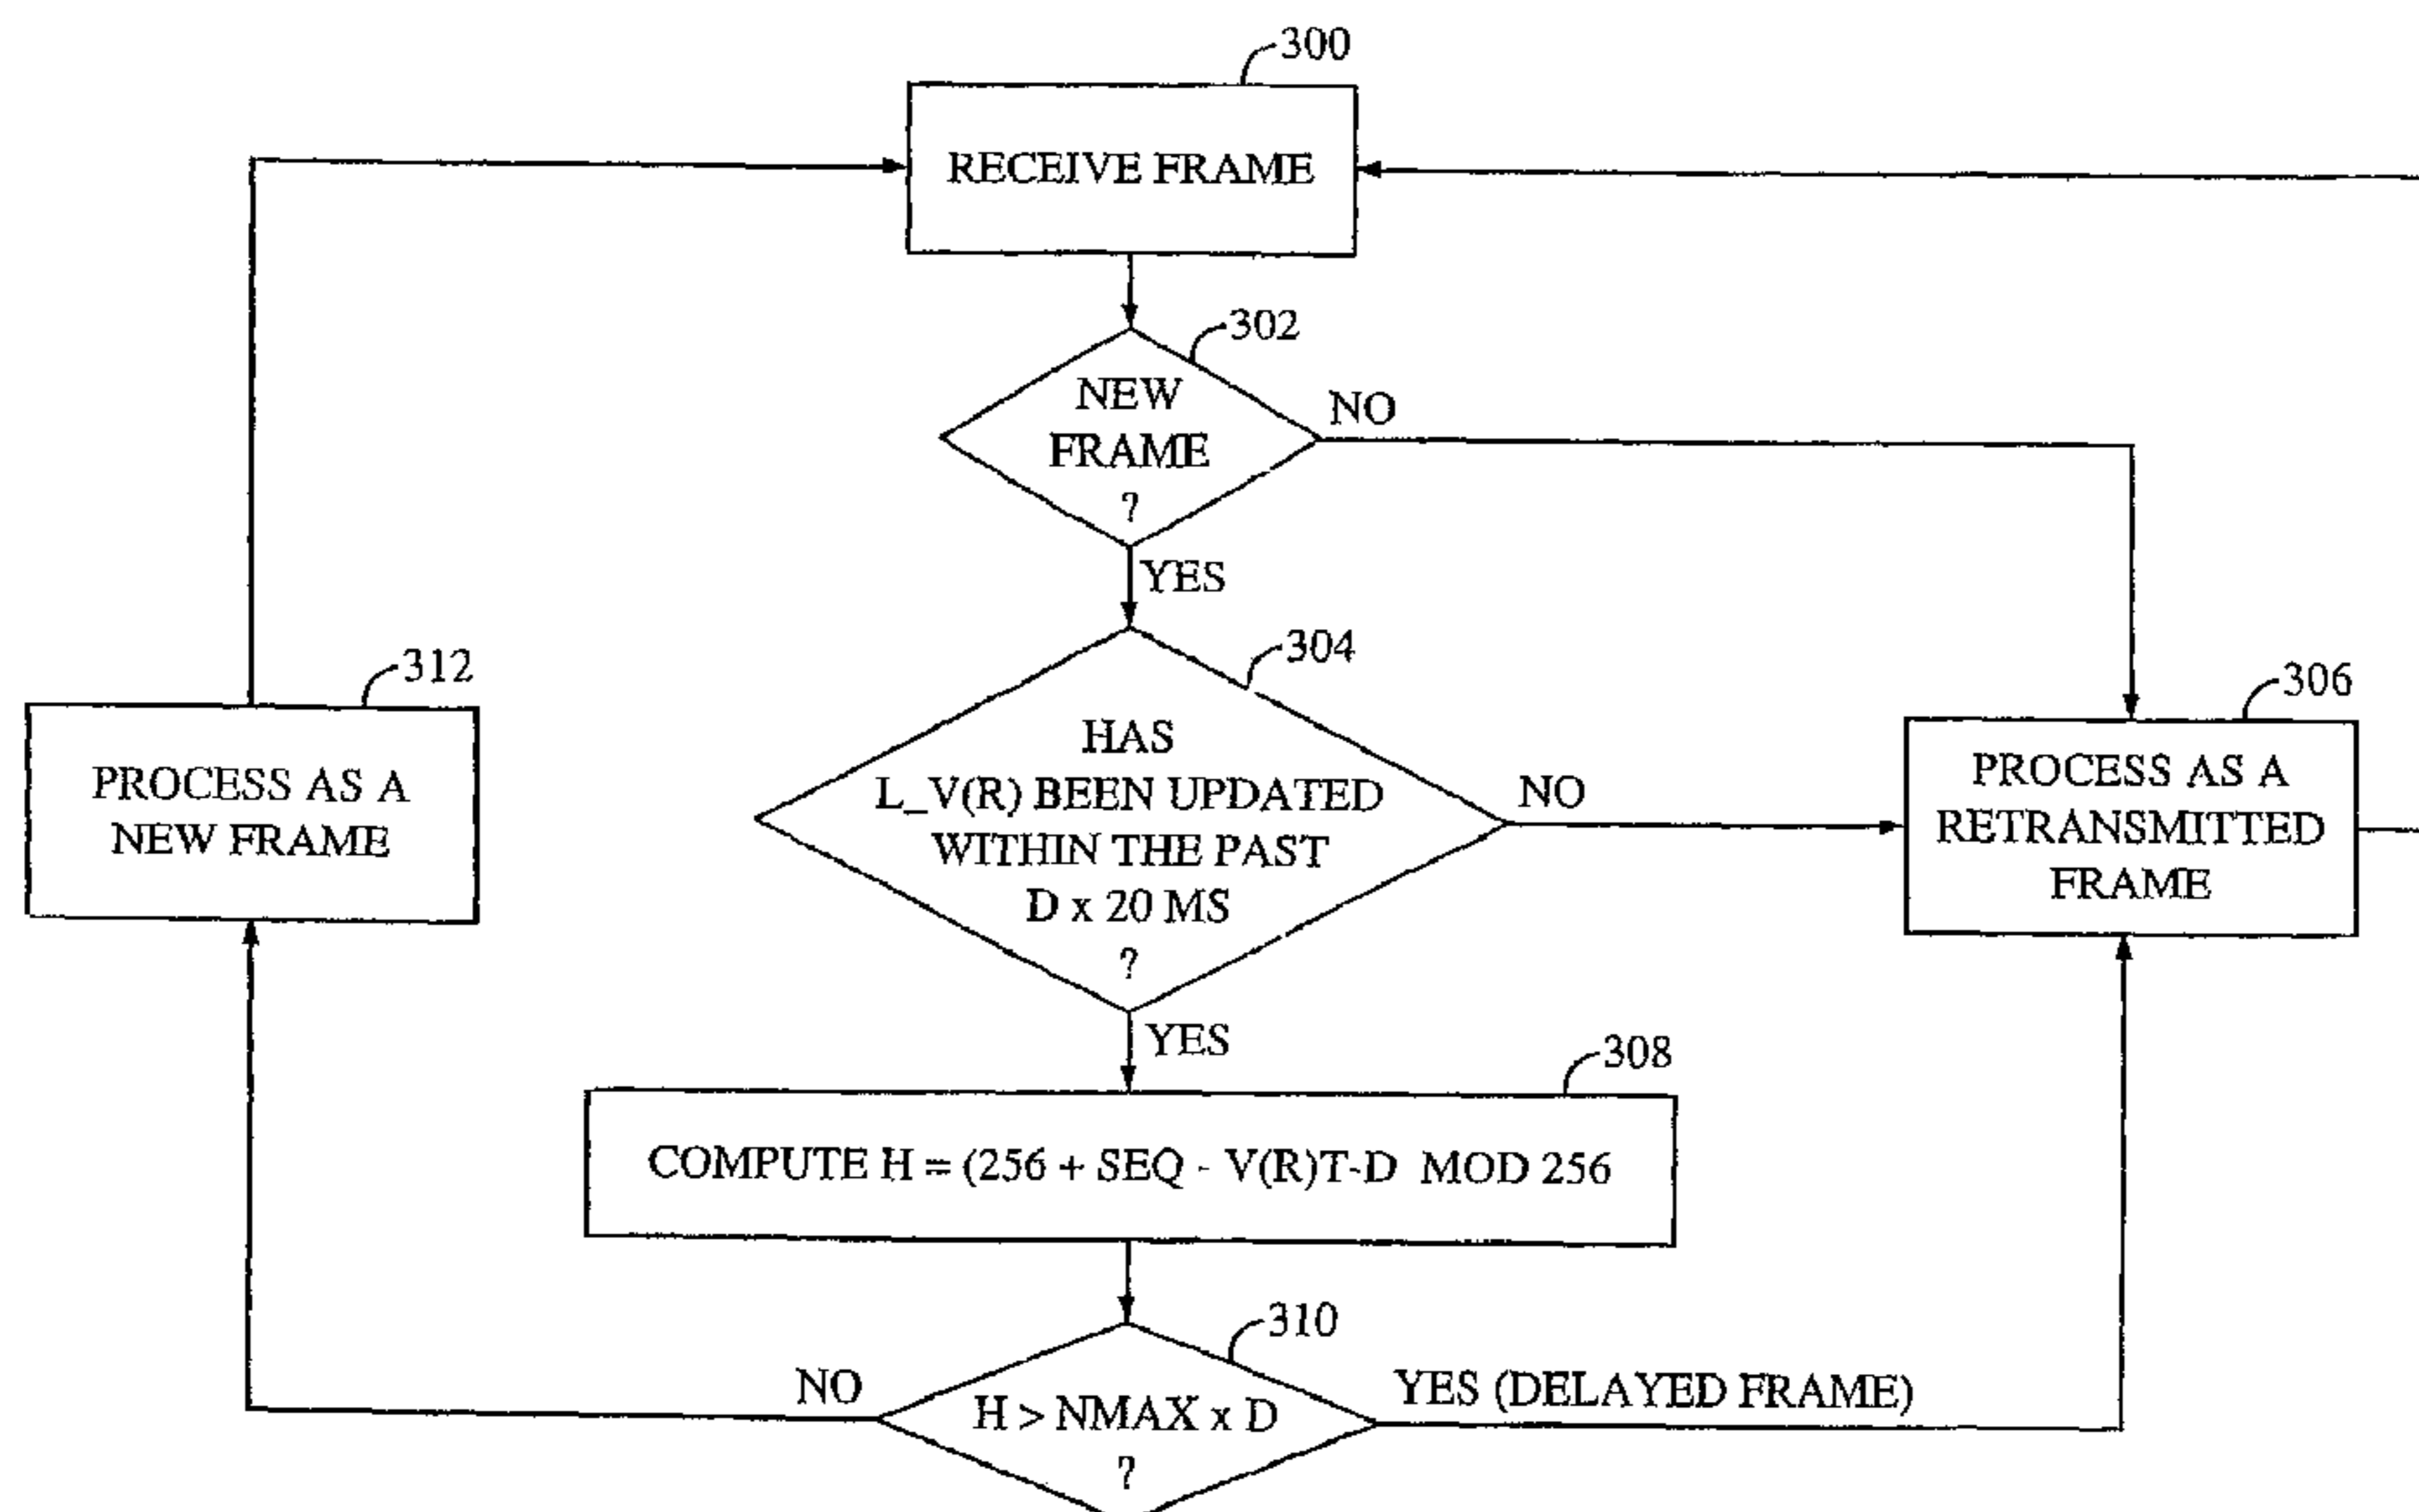 300
RECEIVE FRAME
302
NEW
FRAME
?
NO
YES
304
HAS
L_V(R) BEEN UPDATED
WITHIN THE PAST
D x 20 MS
?
NO
YES
312
PROCESS AS A
NEW FRAME
306
PROCESS AS A
RETRANSMITTED
FRAME
308
COMPUTE H = (256 + SEQ - V(R)T-D MOD 256
310
H > NMAX x D
?
NO
YES (DELAYED FRAME)